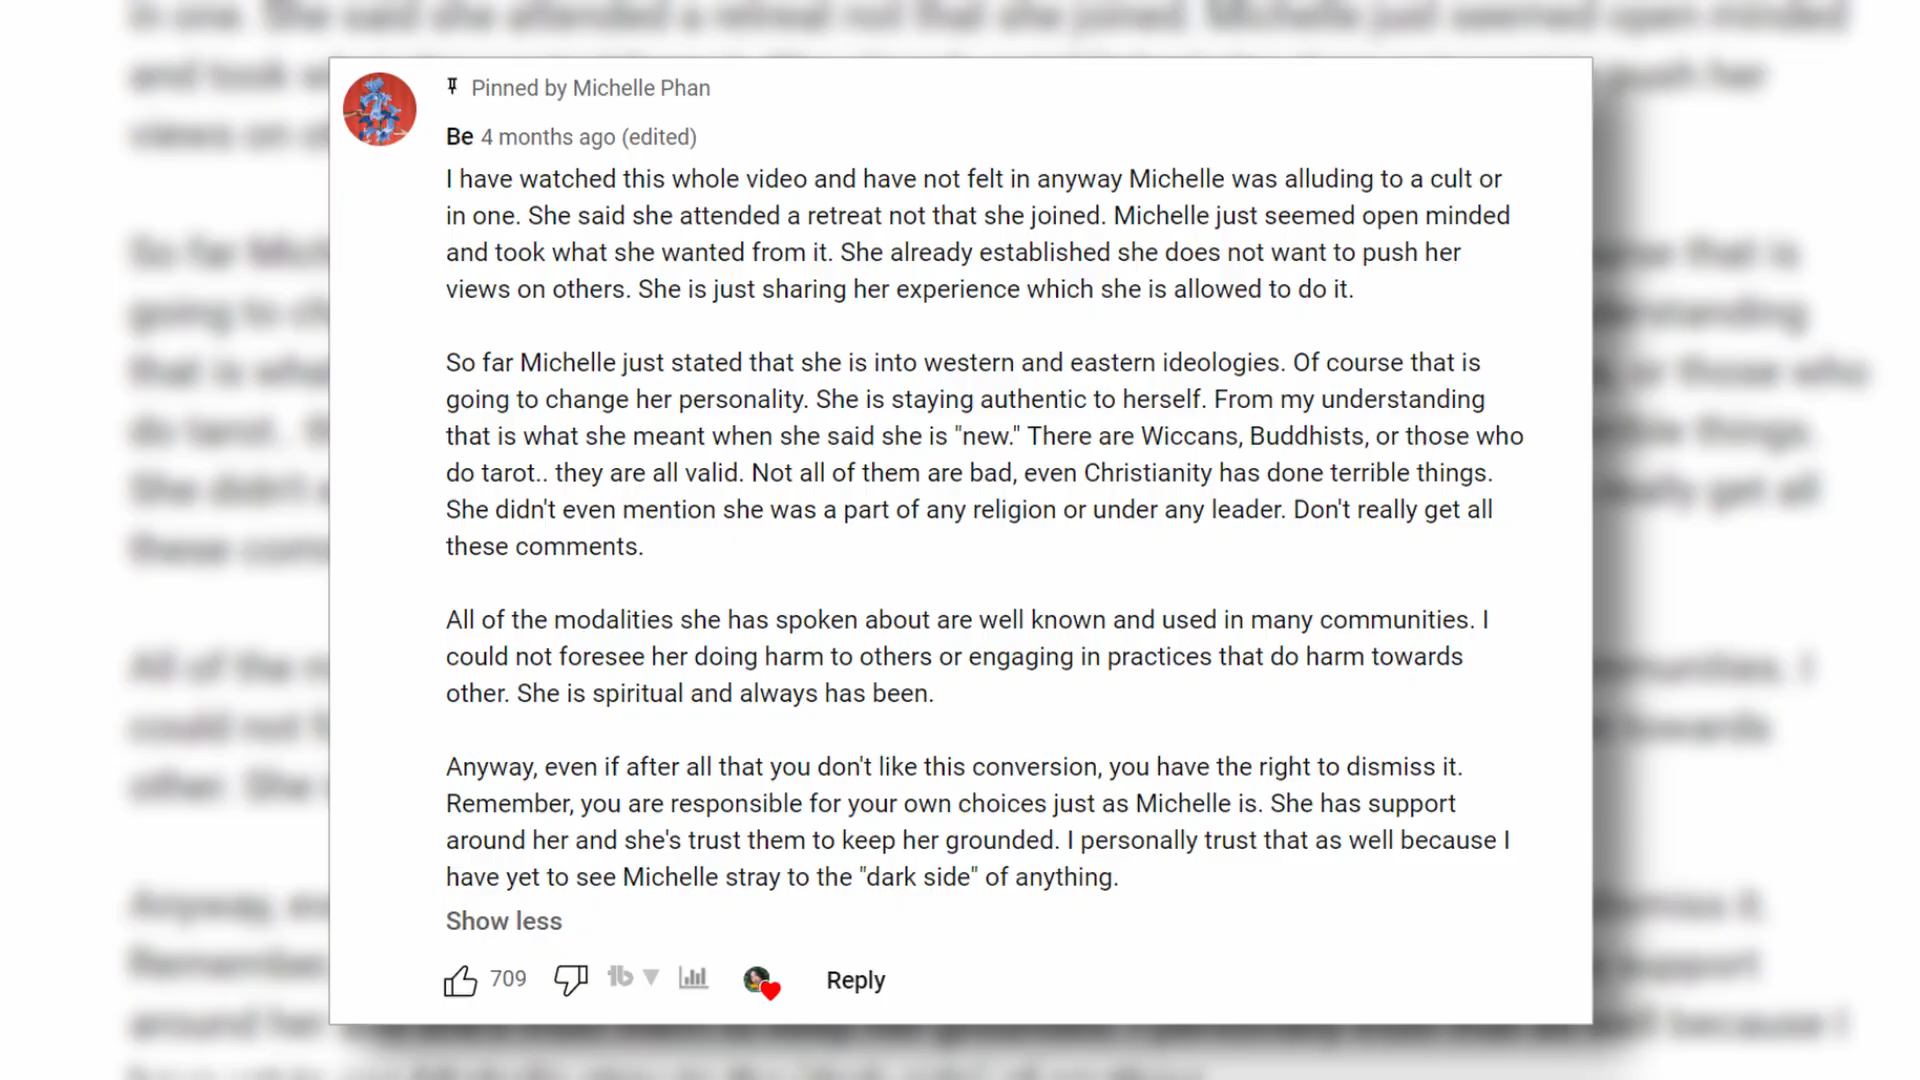 Pinned by Michelle Phan
Be 4 months ago (edited)
I have watched this whole video and have not felt in anyway Michelle was alluding to a cult or
in one. She said she attended a retreat not that she joined. Michelle just seemed open minded
and took what she wanted from it. She already established she does not want to push her
views on others. She is just sharing her experience which she is allowed to do it.
So far Michelle just stated that she is into western and eastern ideologies. Of course that is
going to change her personality. She is staying authentic to herself. From my understanding
that is what she meant when she said she is "new." There are Wiccans, Buddhists, or those who
do tarot.. they are all valid. Not all of them are bad, even Christianity has done terrible things.
She didn't even mention she was a part of any religion or under any leader. Don't really get all
these comments.
All of the modalities she has spoken about are well known and used in many communities. I
could not foresee her doing harm to others or engaging in practices that do harm towards
other. She is spiritual and always has been.
Anyway, even if after all that you don't like this conversion, you have the right to dismiss it.
Remember, you are responsible for your own choices just as Michelle is. She has support
around her and she's trust them to keep her grounded. I personally trust that as well because I
have yet to see Michelle stray to the "dark side" of anything.
Show less
709 tb Reply